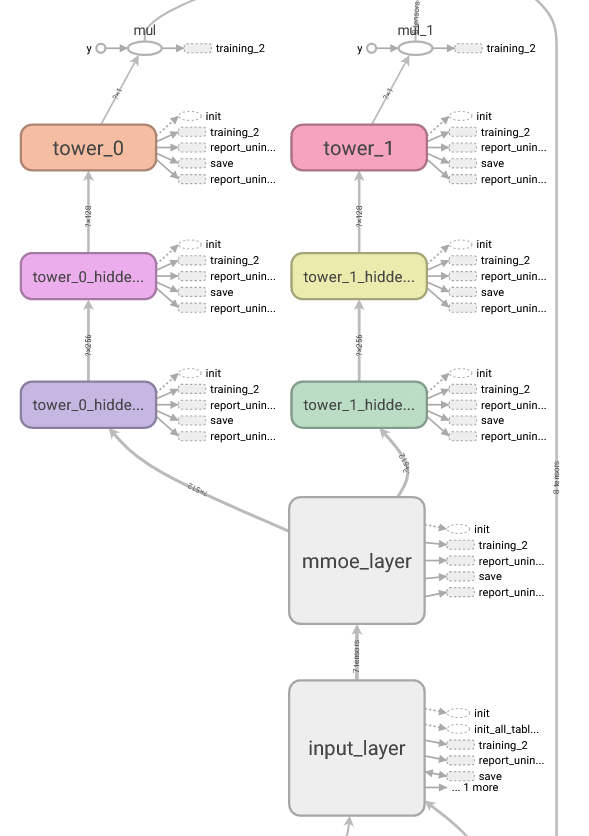 mul
y
training_2
tensors
mul_1
y
training_2
?×1
?×1
tower_0
init
training_2
report_unin...
save
report_unin...
tower_1
init
training_2
report_unin...
save
report_unin...
?×128
?×128
tower_0_hidde...
init
training_2
report_unin...
save
report_unin...
tower_1_hidde...
init
training_2
report_unin...
save
report_unin...
?×256
?×256
tower_0_hidde...
init
training_2
report_unin...
save
report_unin...
tower_1_hidde...
init
training_2
report_unin...
save
report_unin...
?×512
?×512
8 tensors
mmoe_layer
init
training_2
report_unin...
save
report_unin...
7 tensors
input_layer
init
init_all_tabl...
training_2
report_unin...
save
... 1 more